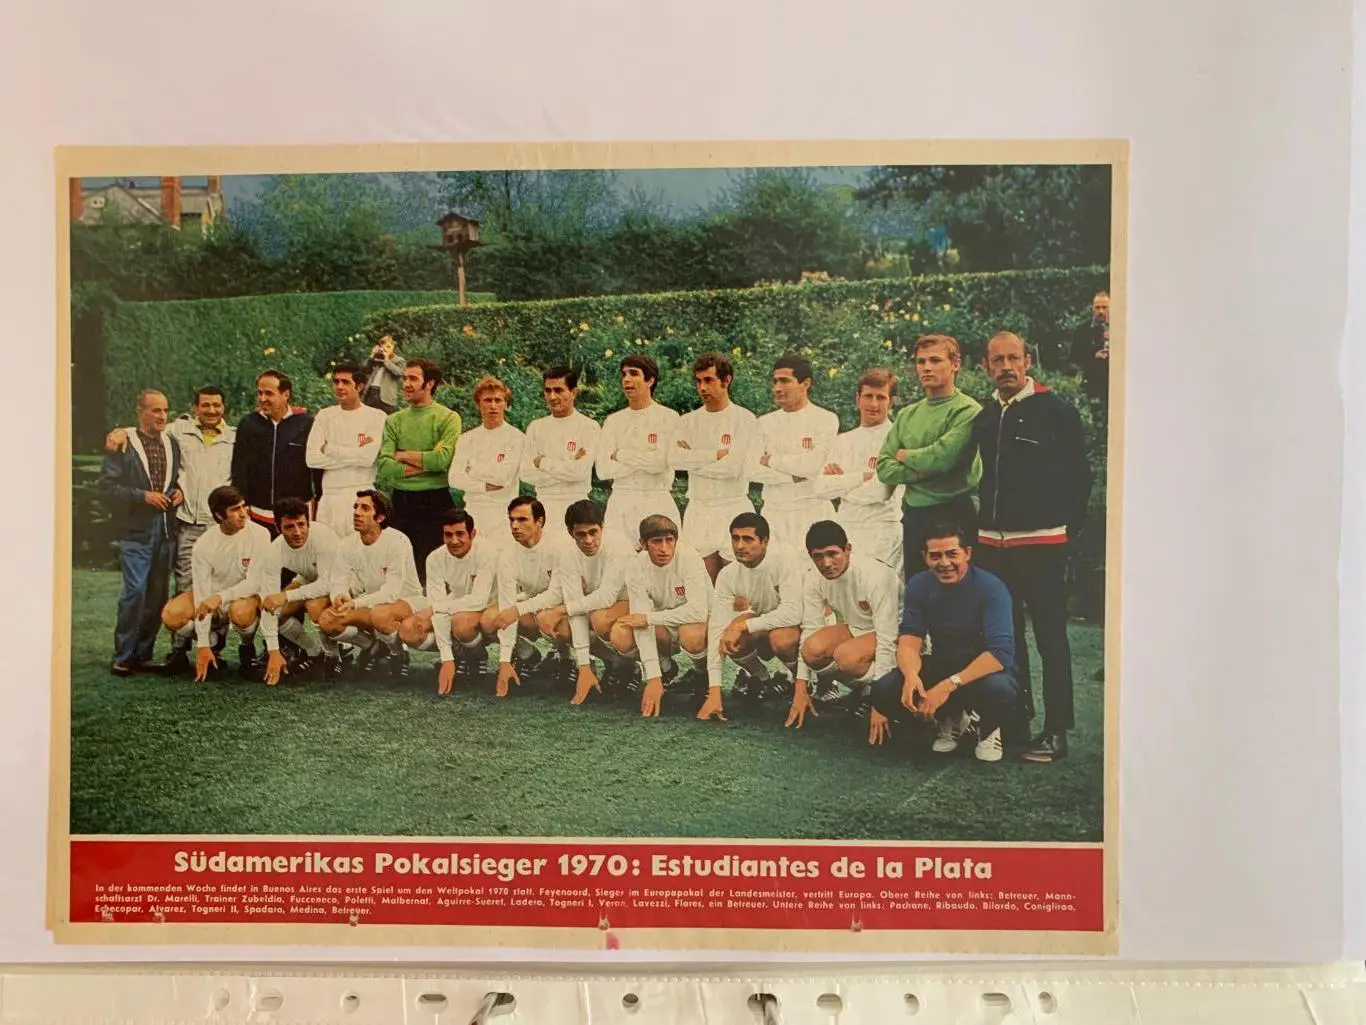 Südamerikas Pokalsieger 1970: Estudiantes de la Plata
In der kommenden Woche findet in Buenos Aires das erste Spiel um den Weltpokal 1970 statt. Feyenoord, Sieger im Europapokal der Landesmeister, vertritt Europa. Obere Reihe von links: Betreuer, Mann-
schaftsarzt Dr. Marelli, Trainer Zubeldia, Fucceneco, Poletti, Malbernat, Aguirre-Sueret, Ladero, Togneri I, Veron, Lavezzi, Flores, ein Betreuer. Untere Reihe von links: Pachane, Ribaudo, Bilardo, Coniglirao,
Echecopar, Alvarez, Togneri II, Spadaro, Medina, Betreuer.